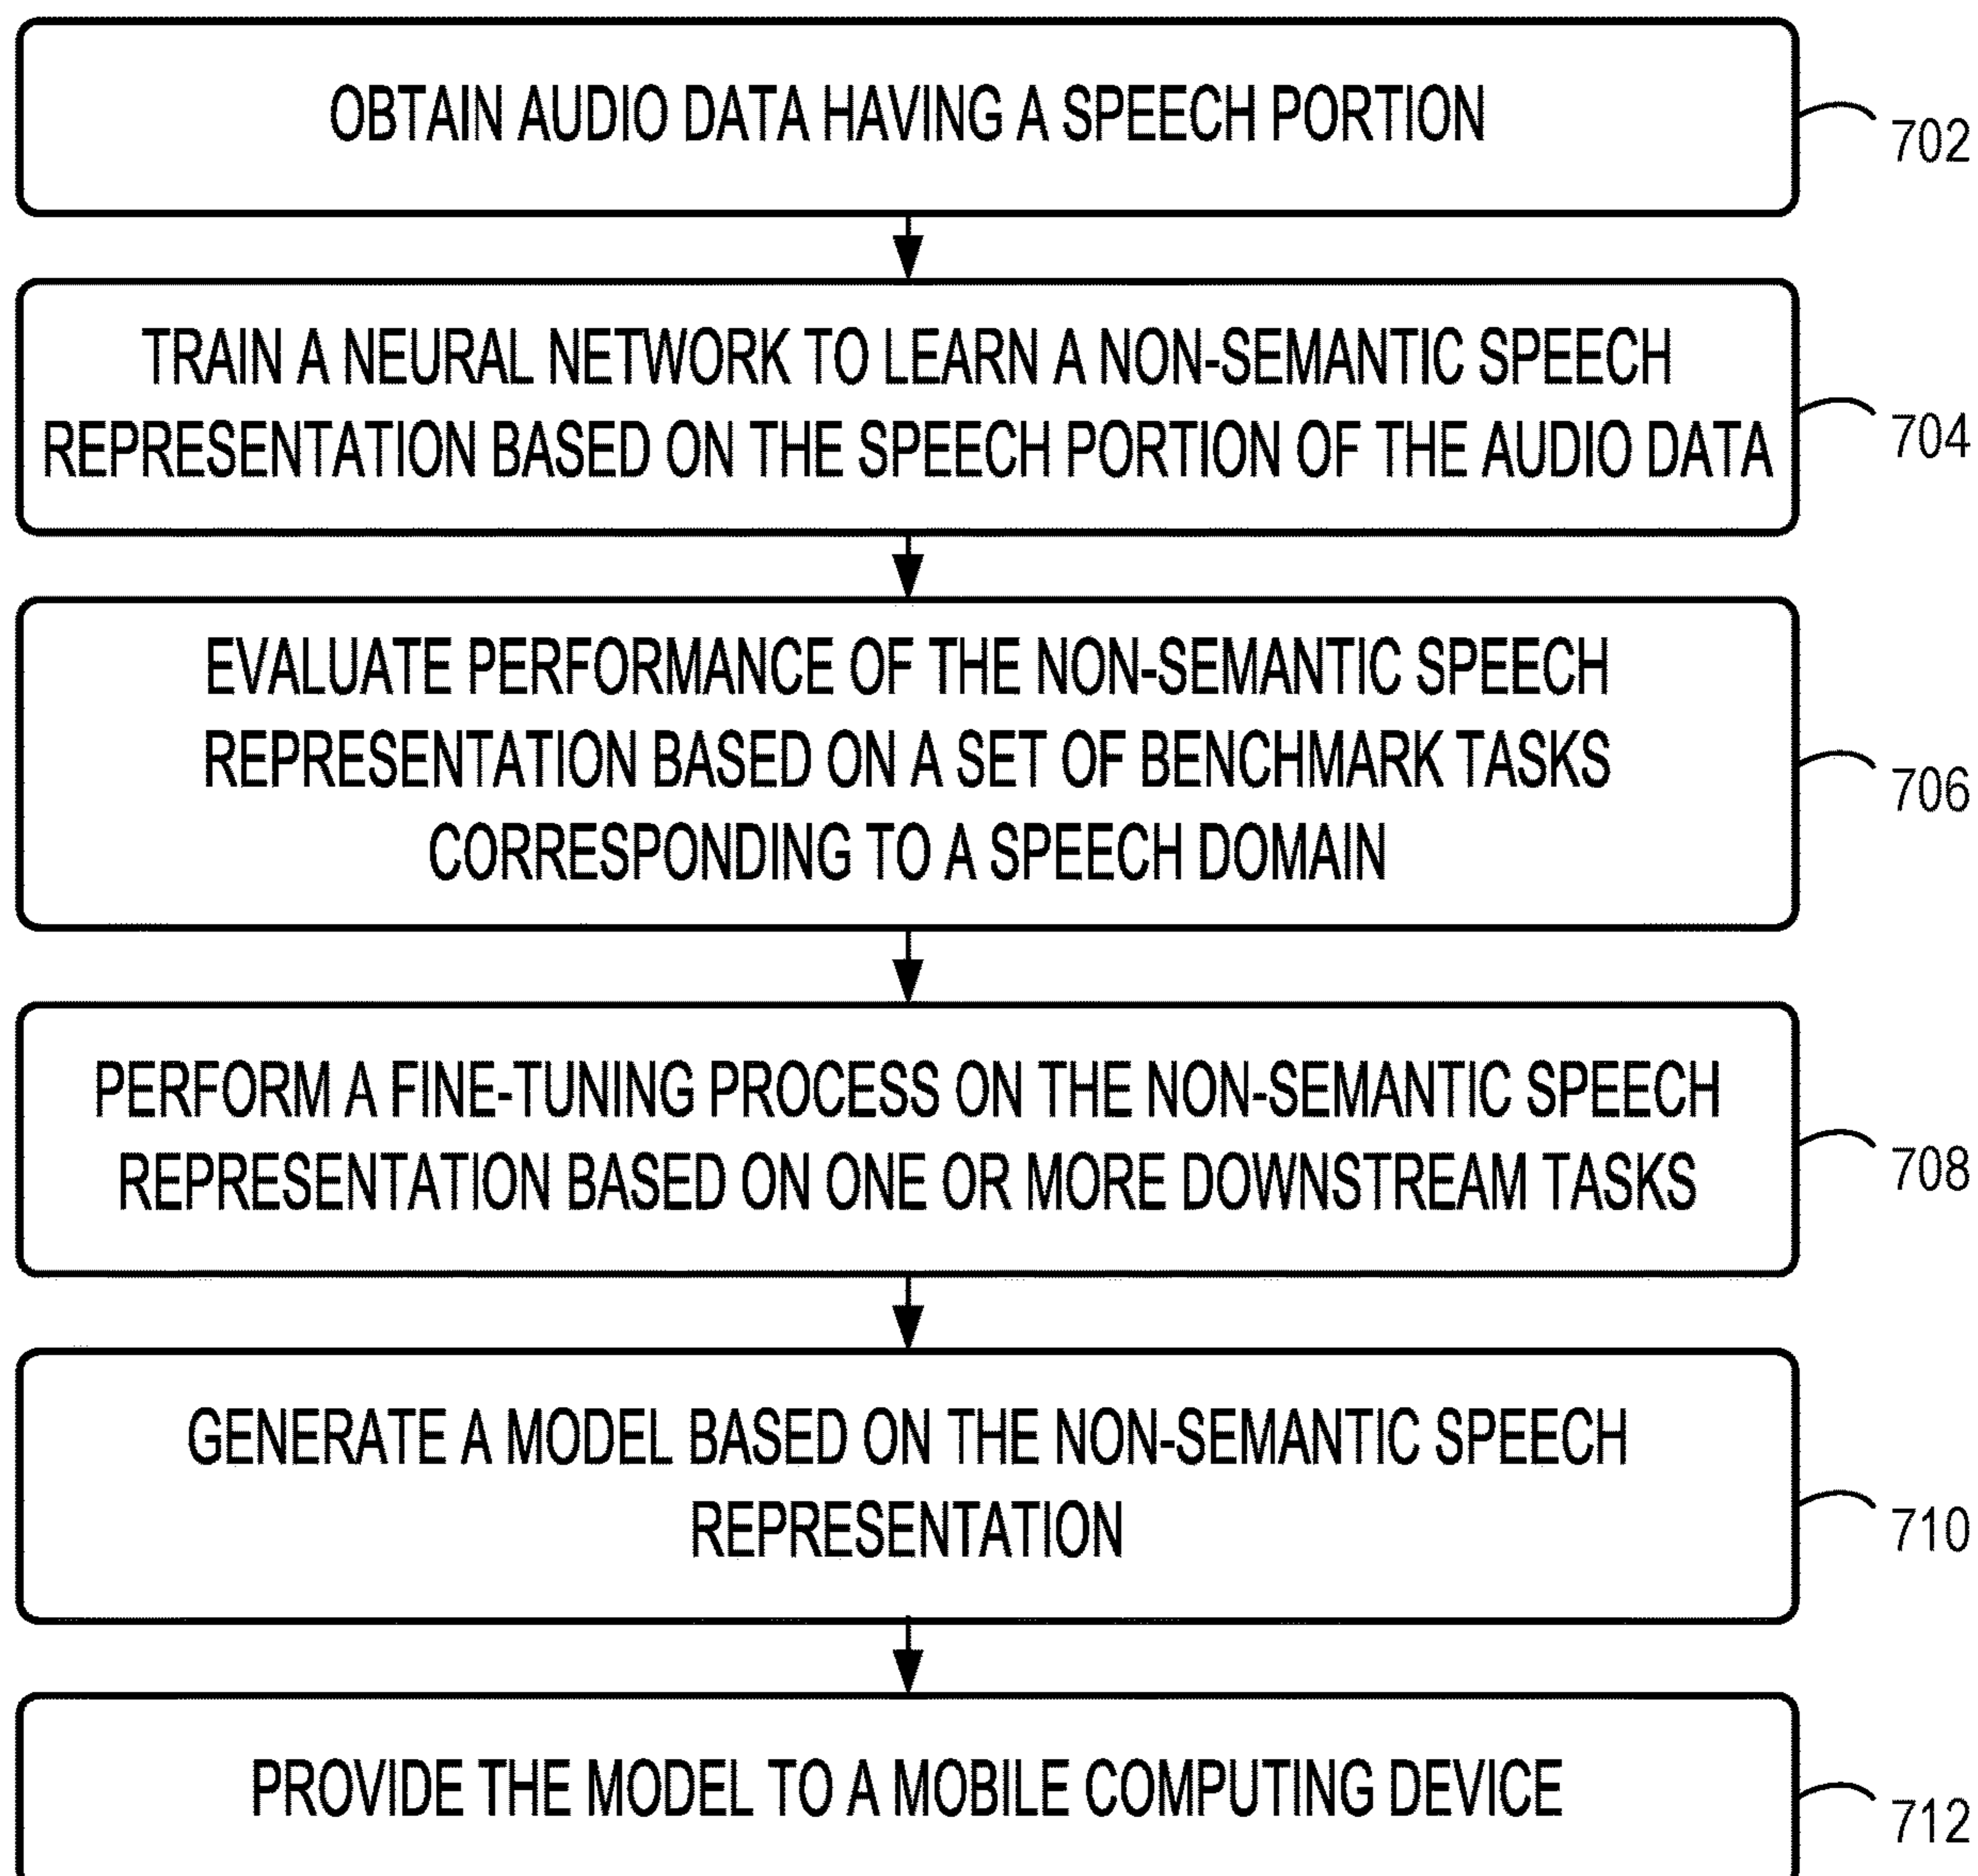 OBTAIN AUDIO DATA HAVING A SPEECH PORTION
702
TRAIN A NEURAL NETWORK TO LEARN A NON-SEMANTIC SPEECH
REPRESENTATION BASED ON THE SPEECH PORTION OF THE AUDIO DATA
704
EVALUATE PERFORMANCE OF THE NON-SEMANTIC SPEECH
REPRESENTATION BASED ON A SET OF BENCHMARK TASKS
CORRESPONDING TO A SPEECH DOMAIN
706
PERFORM A FINE-TUNING PROCESS ON THE NON-SEMANTIC SPEECH
REPRESENTATION BASED ON ONE OR MORE DOWNSTREAM TASKS
708
GENERATE A MODEL BASED ON THE NON-SEMANTIC SPEECH
REPRESENTATION
710
PROVIDE THE MODEL TO A MOBILE COMPUTING DEVICE
712